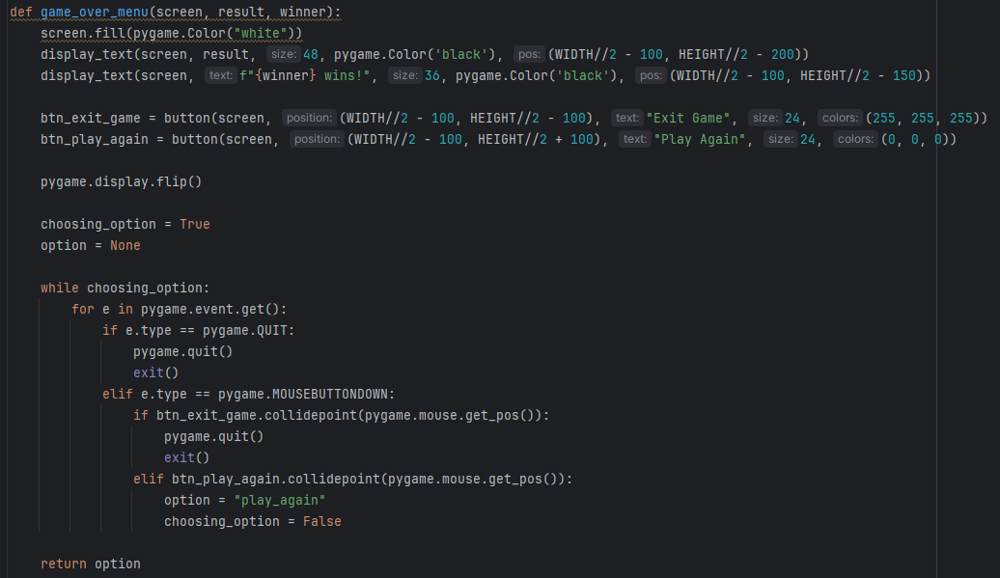 def game_over_menu(screen, result, winner):
    screen.fill(pygame.Color("white"))
    display_text(screen, result, size: 48, pygame.Color('black'), pos: (WIDTH//2 - 100, HEIGHT//2 - 200))
    display_text(screen, text: f"{winner} wins!", size: 36, pygame.Color('black'), pos: (WIDTH//2 - 100, HEIGHT//2 - 150))
    btn_exit_game = button(screen, position: (WIDTH//2 - 100, HEIGHT//2 - 100), text: "Exit Game", size: 24, colors: (255, 255, 255))
    btn_play_again = button(screen, position: (WIDTH//2 - 100, HEIGHT//2 + 100), text: "Play Again", size: 24, colors: (0, 0, 0))
    pygame.display.flip()
    choosing_option = True
    option = None
    while choosing_option:
        for e in pygame.event.get():
            if e.type == pygame.QUIT:
                pygame.quit()
                exit()
            elif e.type == pygame.MOUSEBUTTONDOWN:
                if btn_exit_game.collidepoint(pygame.mouse.get_pos()):
                    pygame.quit()
                    exit()
                elif btn_play_again.collidepoint(pygame.mouse.get_pos()):
                    option = "play_again"
                    choosing_option = False
    return option